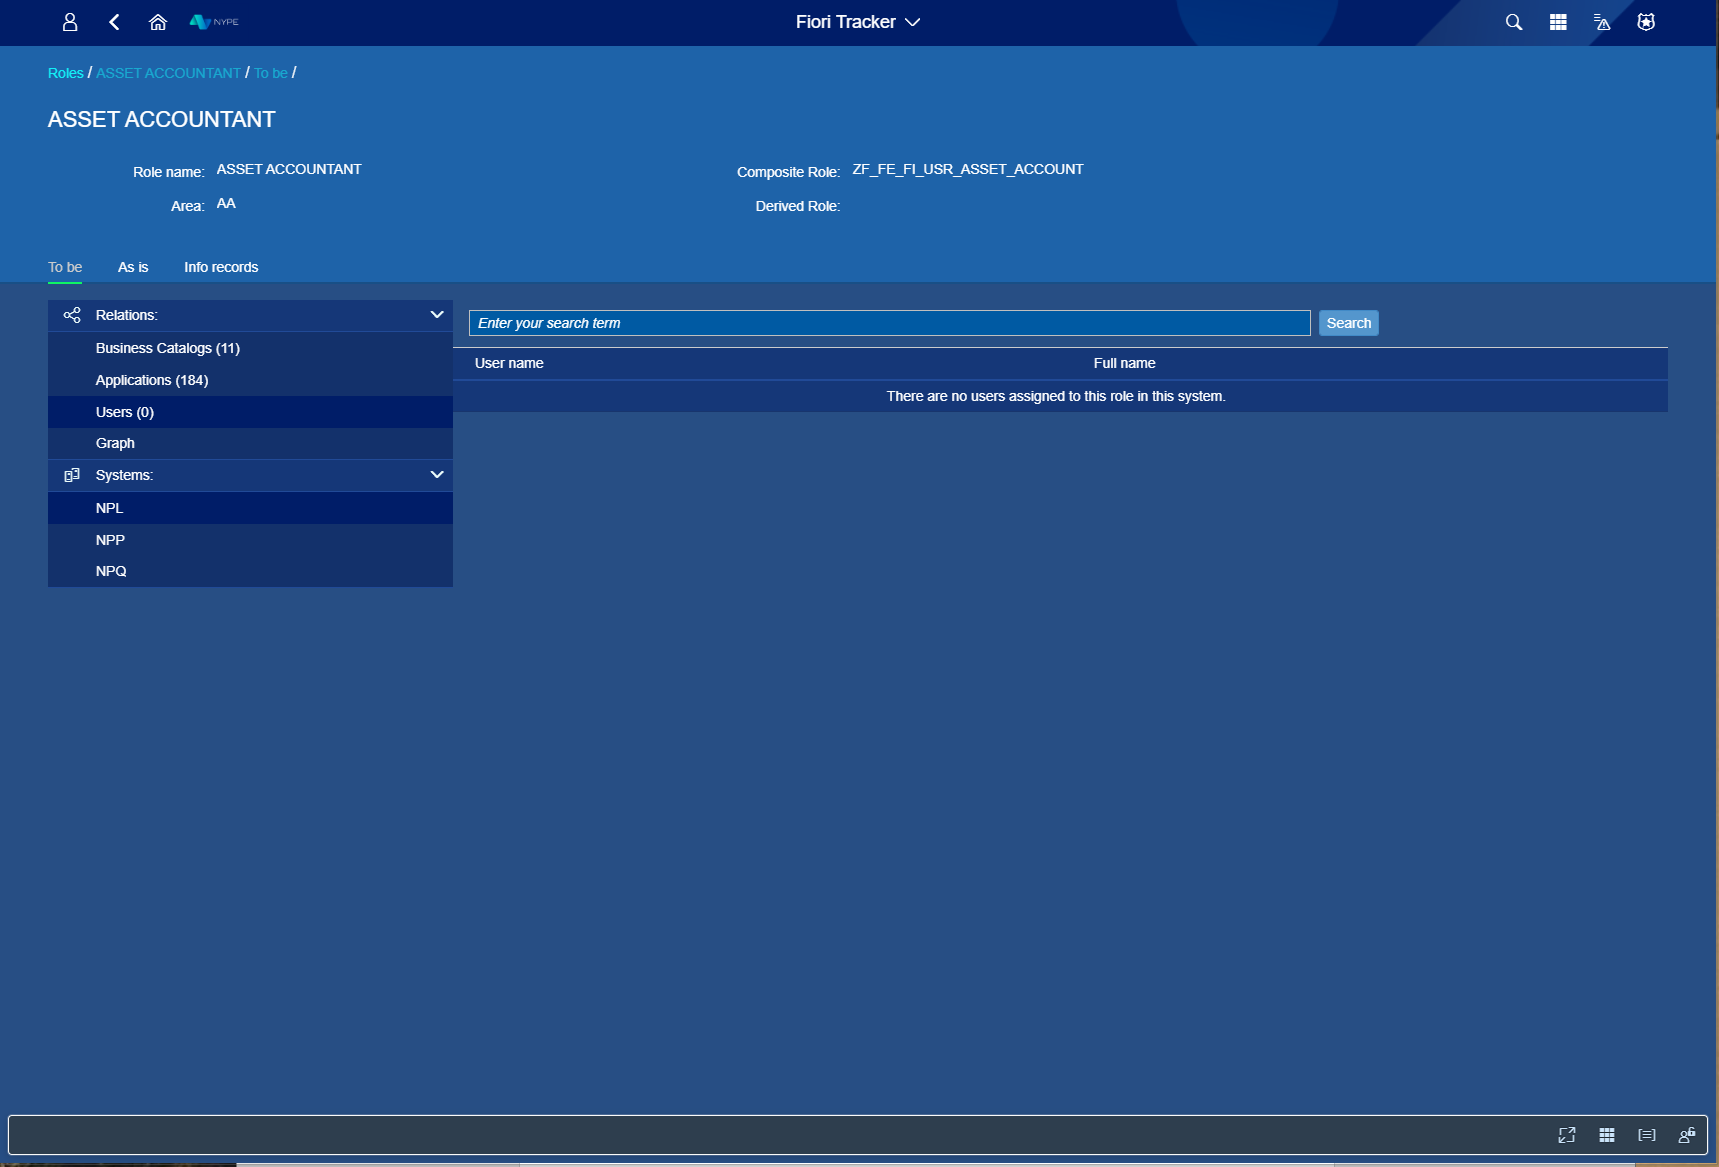 NYPE
Fiori Tracker
Roles / ASSET ACCOUNTANT / To be /
ASSET ACCOUNTANT
Role name: ASSET ACCOUNTANT
Composite Role: ZF_FE_FI_USR_ASSET_ACCOUNT
Area: AA
Derived Role:
To be
As is
Info records
Relations:
Business Catalogs (11)
Applications (184)
Users (0)
Graph
Systems:
NPL
NPP
NPQ
Enter your search term
Search
User name
Full name
There are no users assigned to this role in this system.